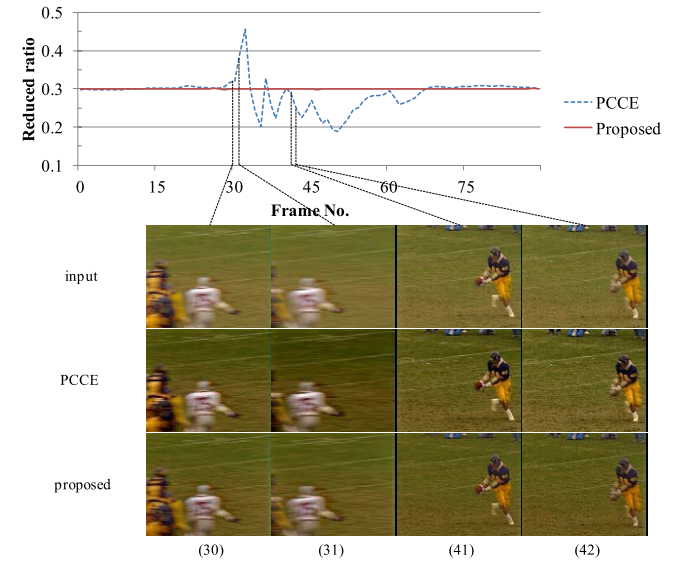 0.5
0.4
0.3
0.2
0.1
Reduced ratio
0 15 30 45 60 75
Frame No.
PCCE
Proposed
input
PCCE
proposed
(30) (31) (41) (42)